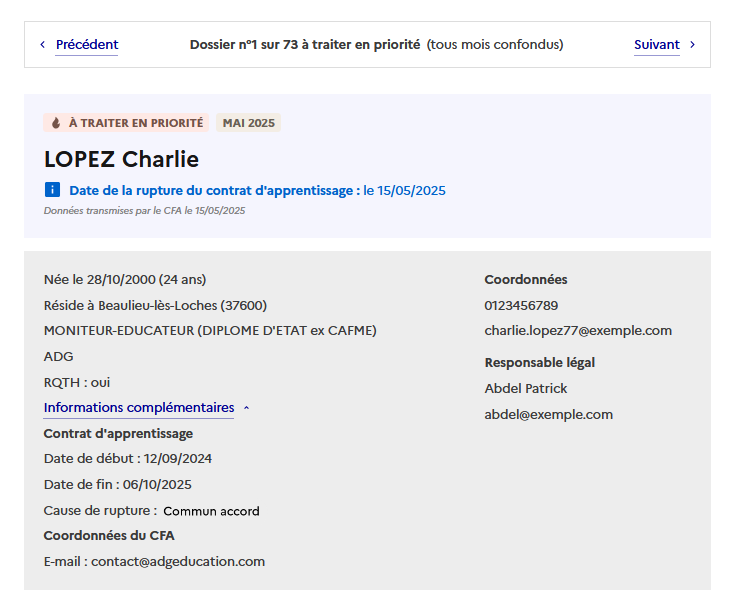 Précédent
Dossier n°1 sur 73 à traiter en priorité (tous mois confondus)
Suivant
À TRAITER EN PRIORITÉ
MAI 2025
LOPEZ Charlie
Date de la rupture du contrat d'apprentissage : le 15/05/2025
Données transmises par le CFA le 15/05/2025
Née le 28/10/2000 (24 ans)
Réside à Beaulieu-lès-Loches (37600)
MONITEUR-EDUCATEUR (DIPLOME D'ETAT ex CAFME)
ADG
RQTH : oui
Informations complémentaires
Contrat d'apprentissage
Date de début : 12/09/2024
Date de fin : 06/10/2025
Cause de rupture : Commun accord
Coordonnées du CFA
E-mail : contact@adgeducation.com
Coordonnées
0123456789
charlie.lopez77@exemple.com
Responsable légal
Abdel Patrick
abdel@exemple.com